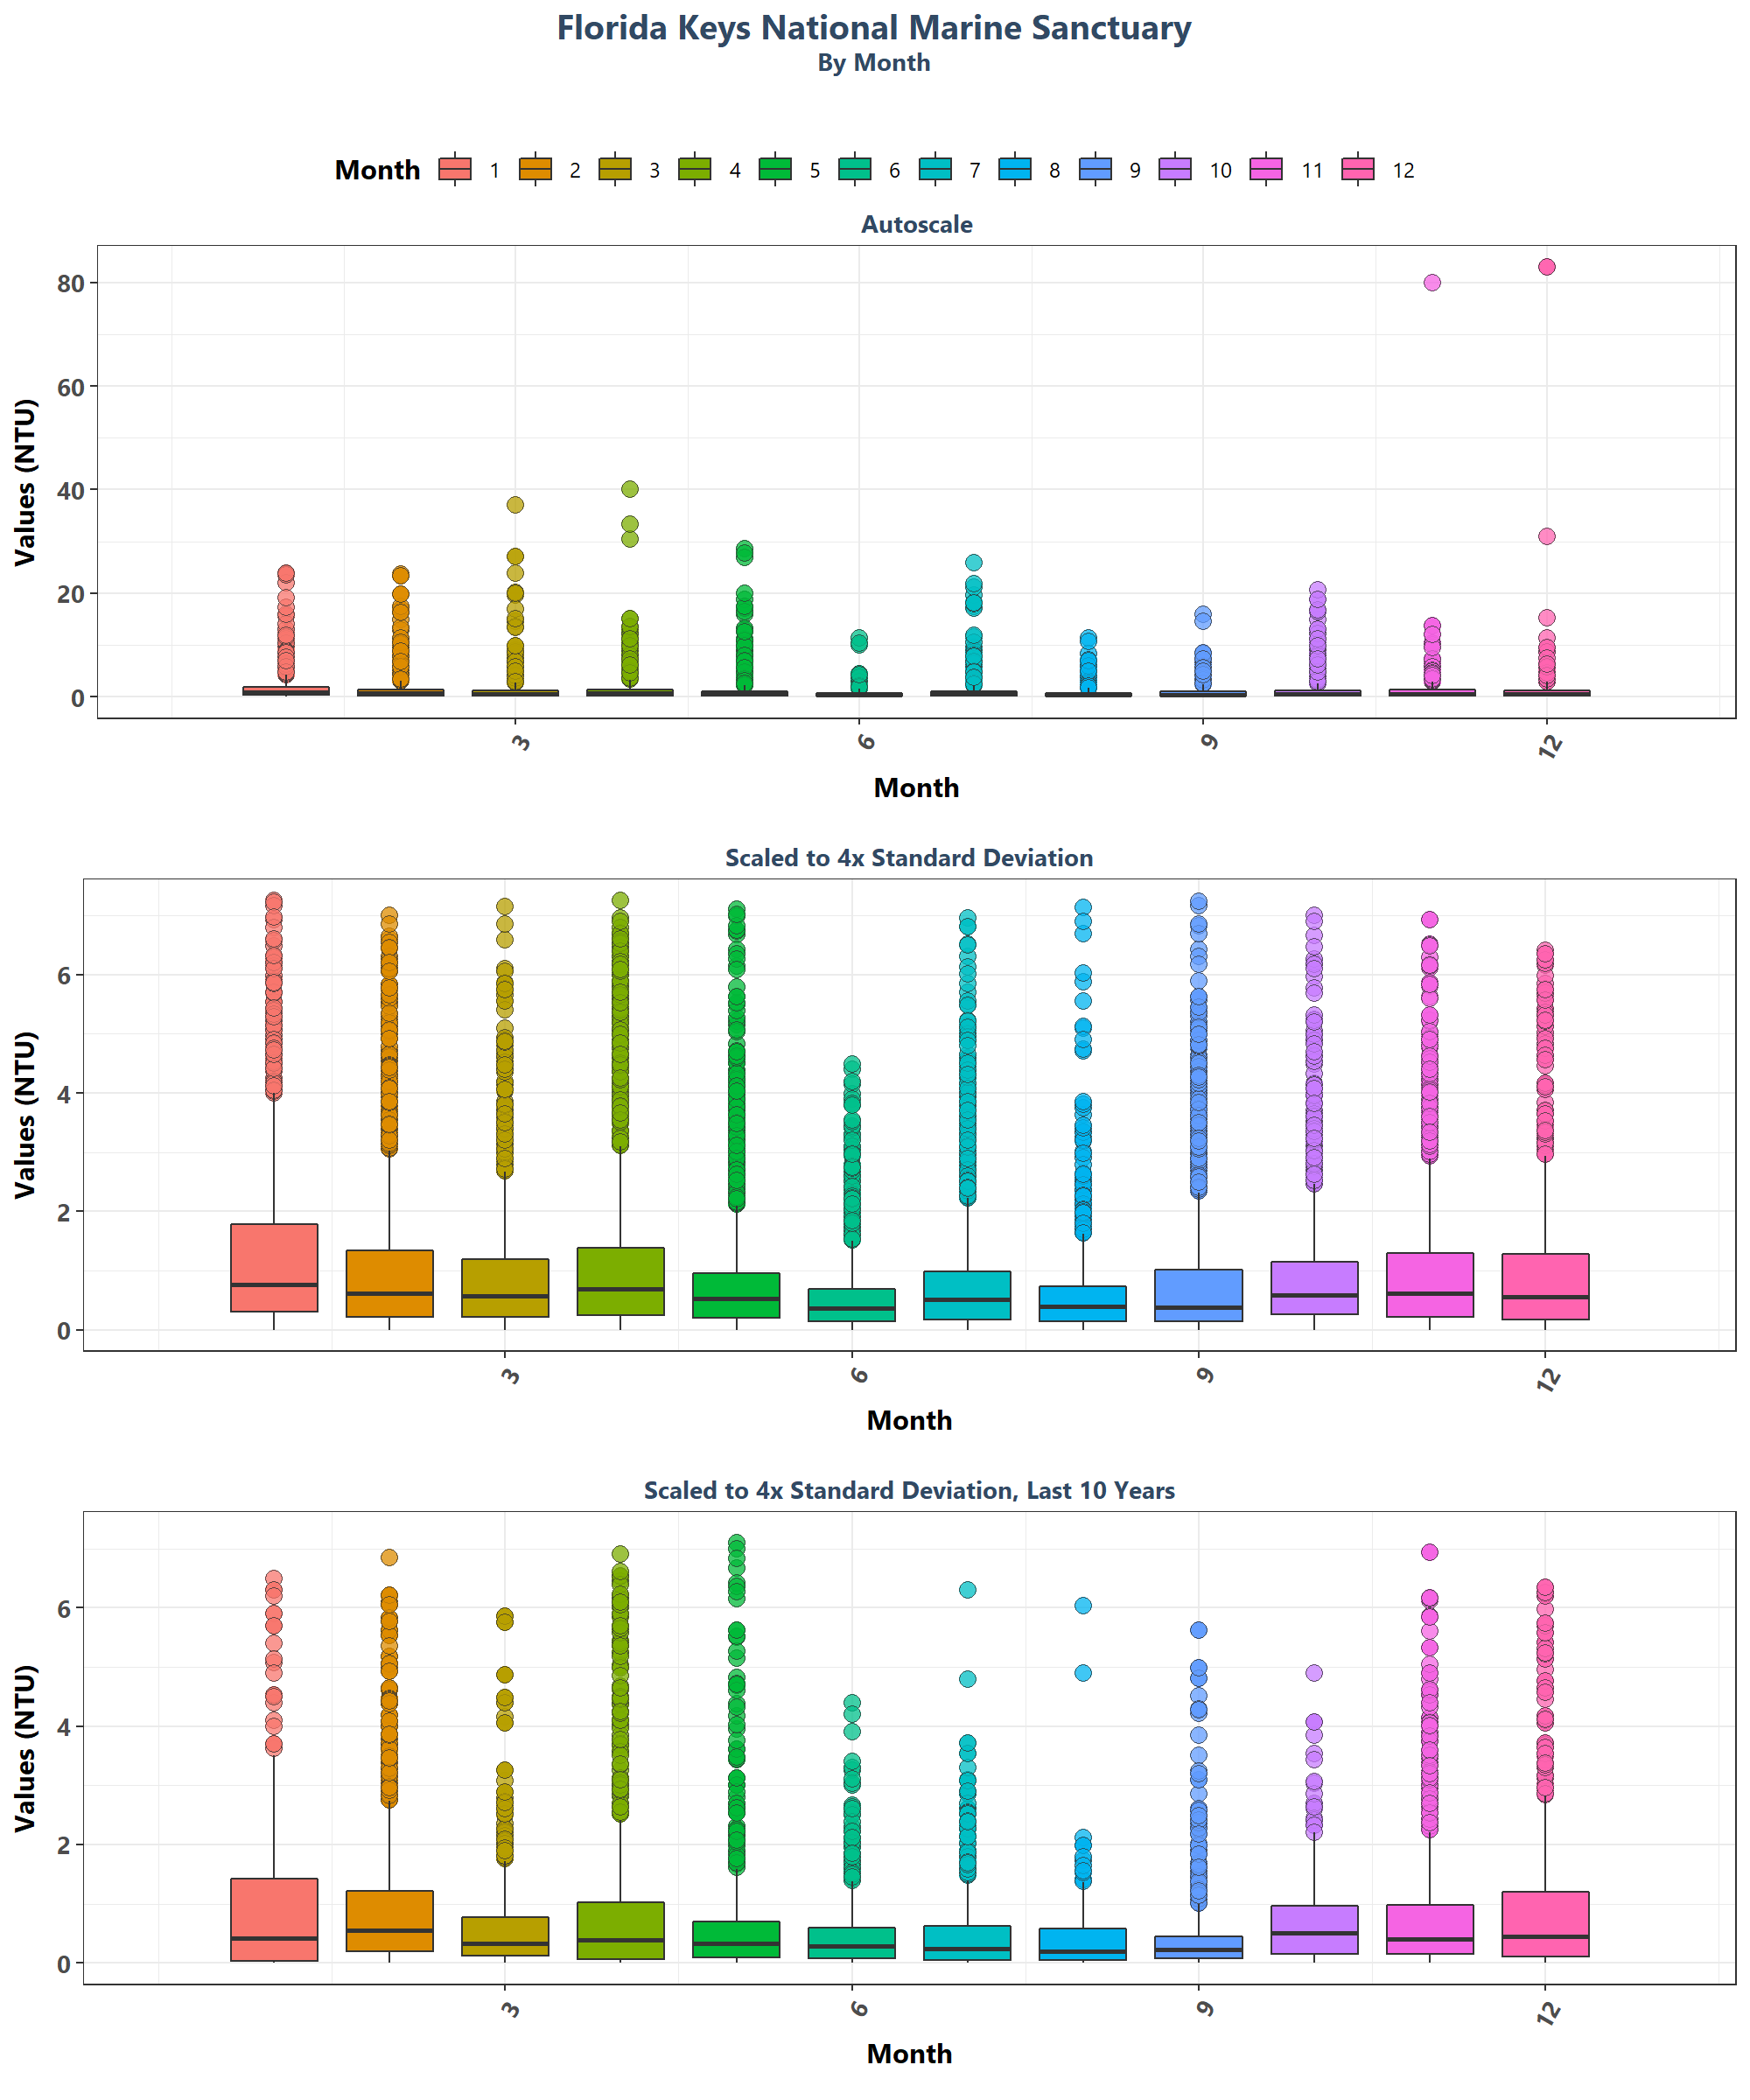 Florida Keys National Marine Sanctuary
By Month
Month 1 2 3 4 5 6 7 8 9 10 11 12
Autoscale
Values (NTU)
80
60
40
20
0
3 6 9 12
Month
Scaled to 4x Standard Deviation
Values (NTU)
6
4
2
0
3 6 9 12
Month
Scaled to 4x Standard Deviation, Last 10 Years
Values (NTU)
6
4
2
0
3 6 9 12
Month